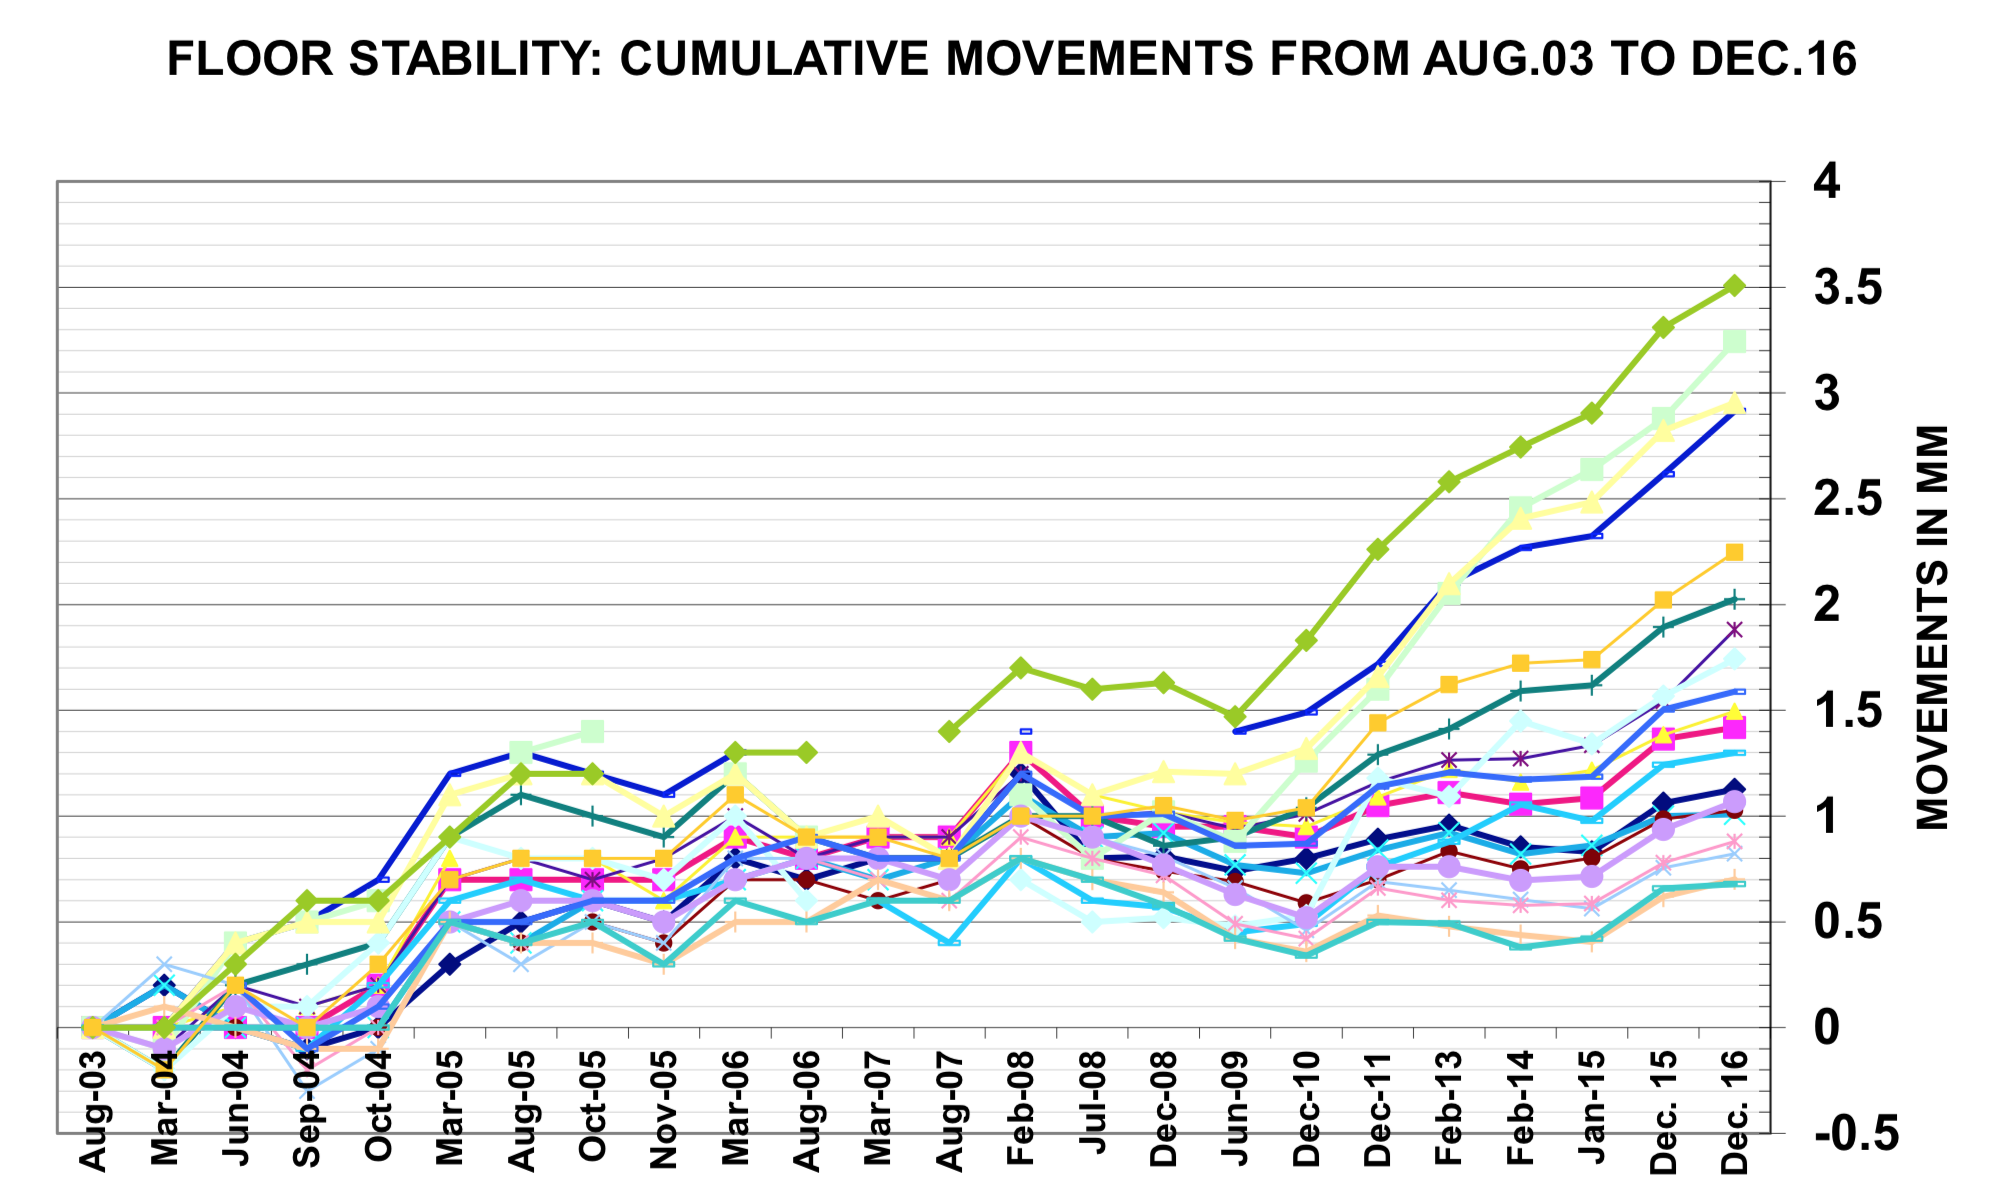 FLOOR STABILITY: CUMULATIVE MOVEMENTS FROM AUG.03 TO DEC.16
4
3.5
3
2.5
2
1.5
1
0.5
0
-0.5
MOVEMENTS IN MM
Aug-03
Mar-04
Jun-04
Sep-04
Oct-04
Mar-05
Aug-05
Oct-05
Nov-05
Mar-06
Aug-06
Mar-07
Aug-07
Feb-08
Jul-08
Dec-08
Jun-09
Dec-10
Dec-11
Feb-13
Feb-14
Jan-15
Dec. 15
Dec. 16